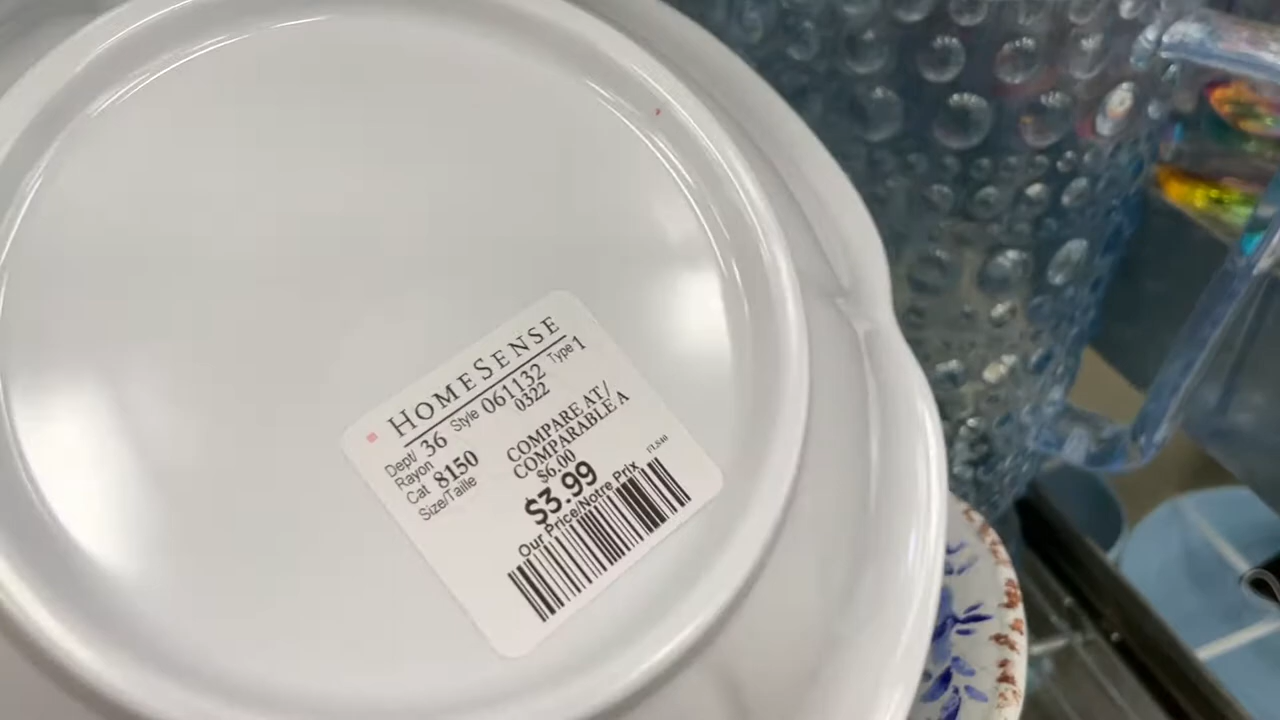 HOMESENSE
Dept/ 36 Style 061132 Type 1
Rayon 0322
Cat 8150
Size/Taille
COMPARE AT/
COMPARABLE A
$6.00
$3.99
Our Price/Notre Prix